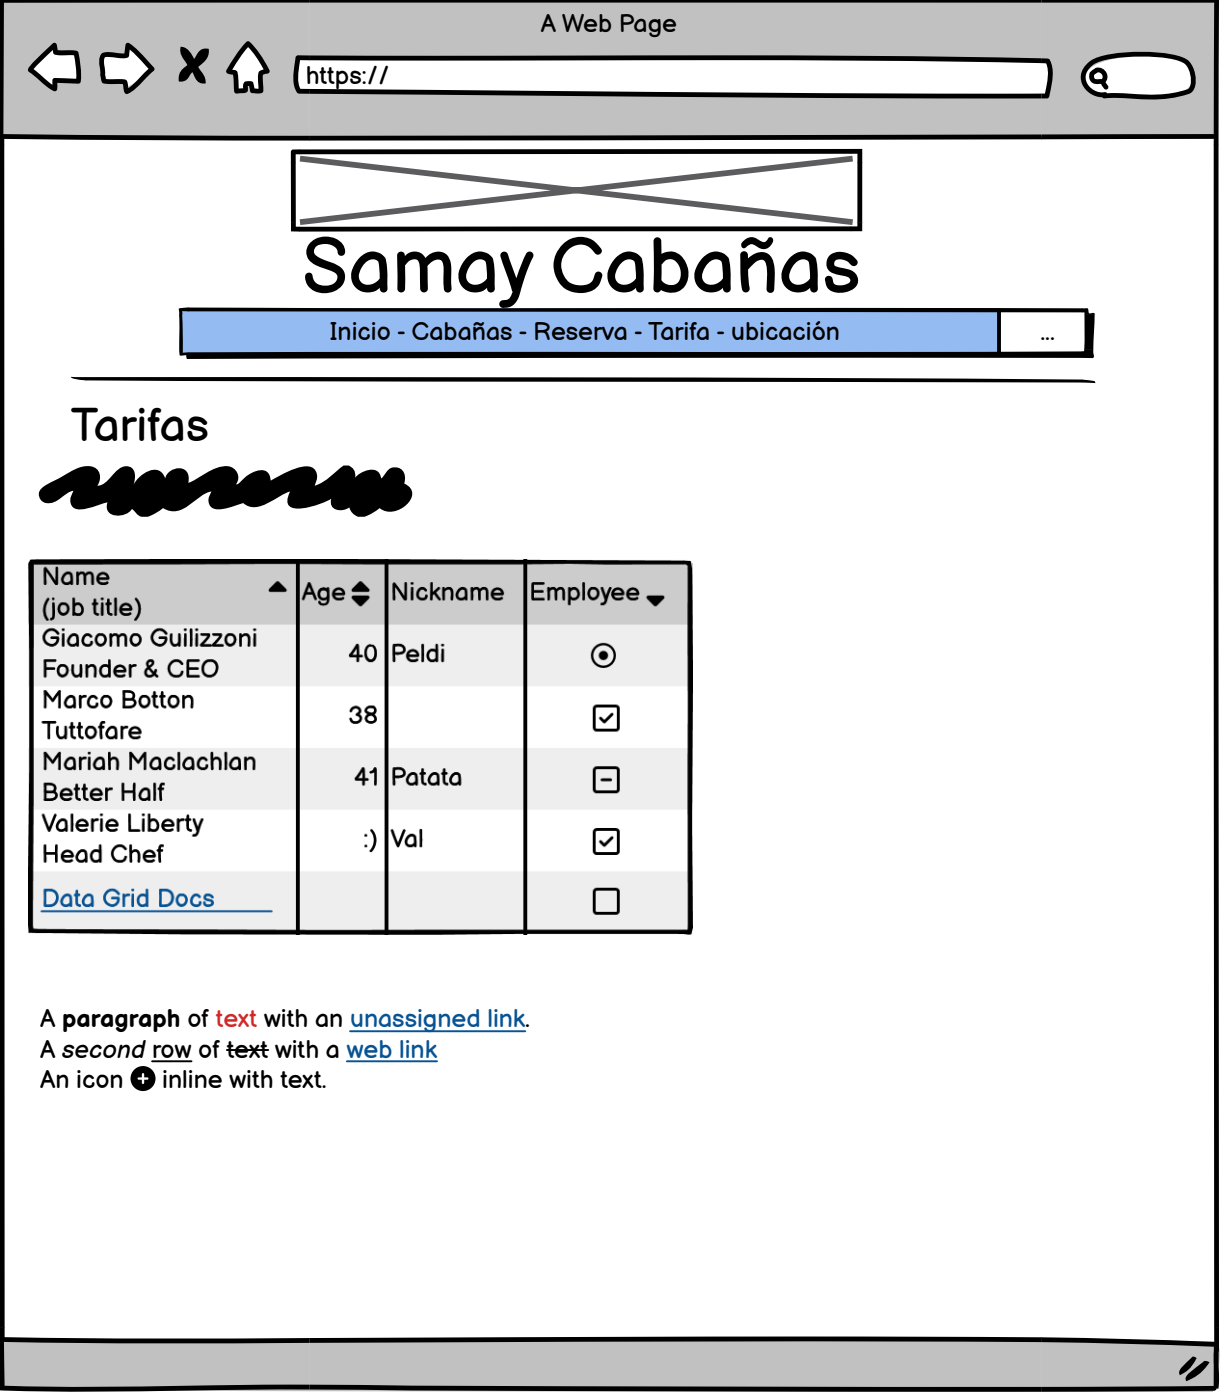 A Web Page
https://
Samay Cabañas
Inicio - Cabañas - Reserva - Tarifa - ubicación
...
Tarifas
Name
(job title)
Age
Nickname
Employee
Giacomo Guilizzoni
Founder & CEO
40
Peldi
Marco Botton
Tuttofare
38
Mariah Maclachlan
Better Half
41
Patata
Valerie Liberty
Head Chef
:)
Val
Data Grid Docs
A paragraph of text with an unassigned link.
A second row of text with a web link
An icon inline with text.